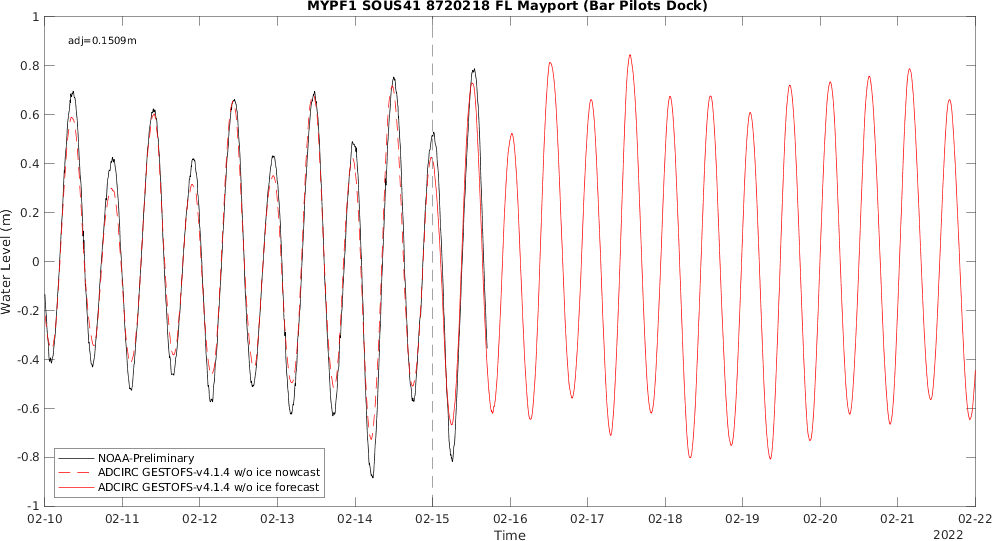 MYPF1 SOUS41 8720218 FL Mayport (Bar Pilots Dock)
adj=0.1509m
1
0.8
0.6
0.4
0.2
0
-0.2
-0.4
-0.6
-0.8
-1
Water Level (m)
NOAA-Preliminary
ADCIRC GESTOFS-v4.1.4 w/o ice nowcast
ADCIRC GESTOFS-v4.1.4 w/o ice forecast
02-10 02-11 02-12 02-13 02-14 02-15 02-16 02-17 02-18 02-19 02-20 02-21 02-22
Time
2022